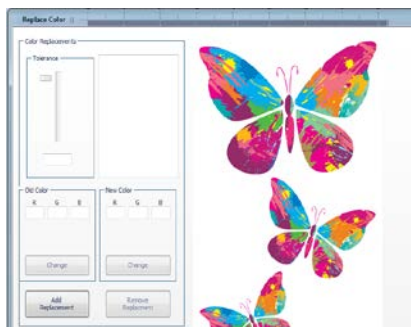 Replace Color
Color Replacements
Tolerance
Old Color
New Color
R G B R G B
Change Change
Add Remove
Replacement Replacement